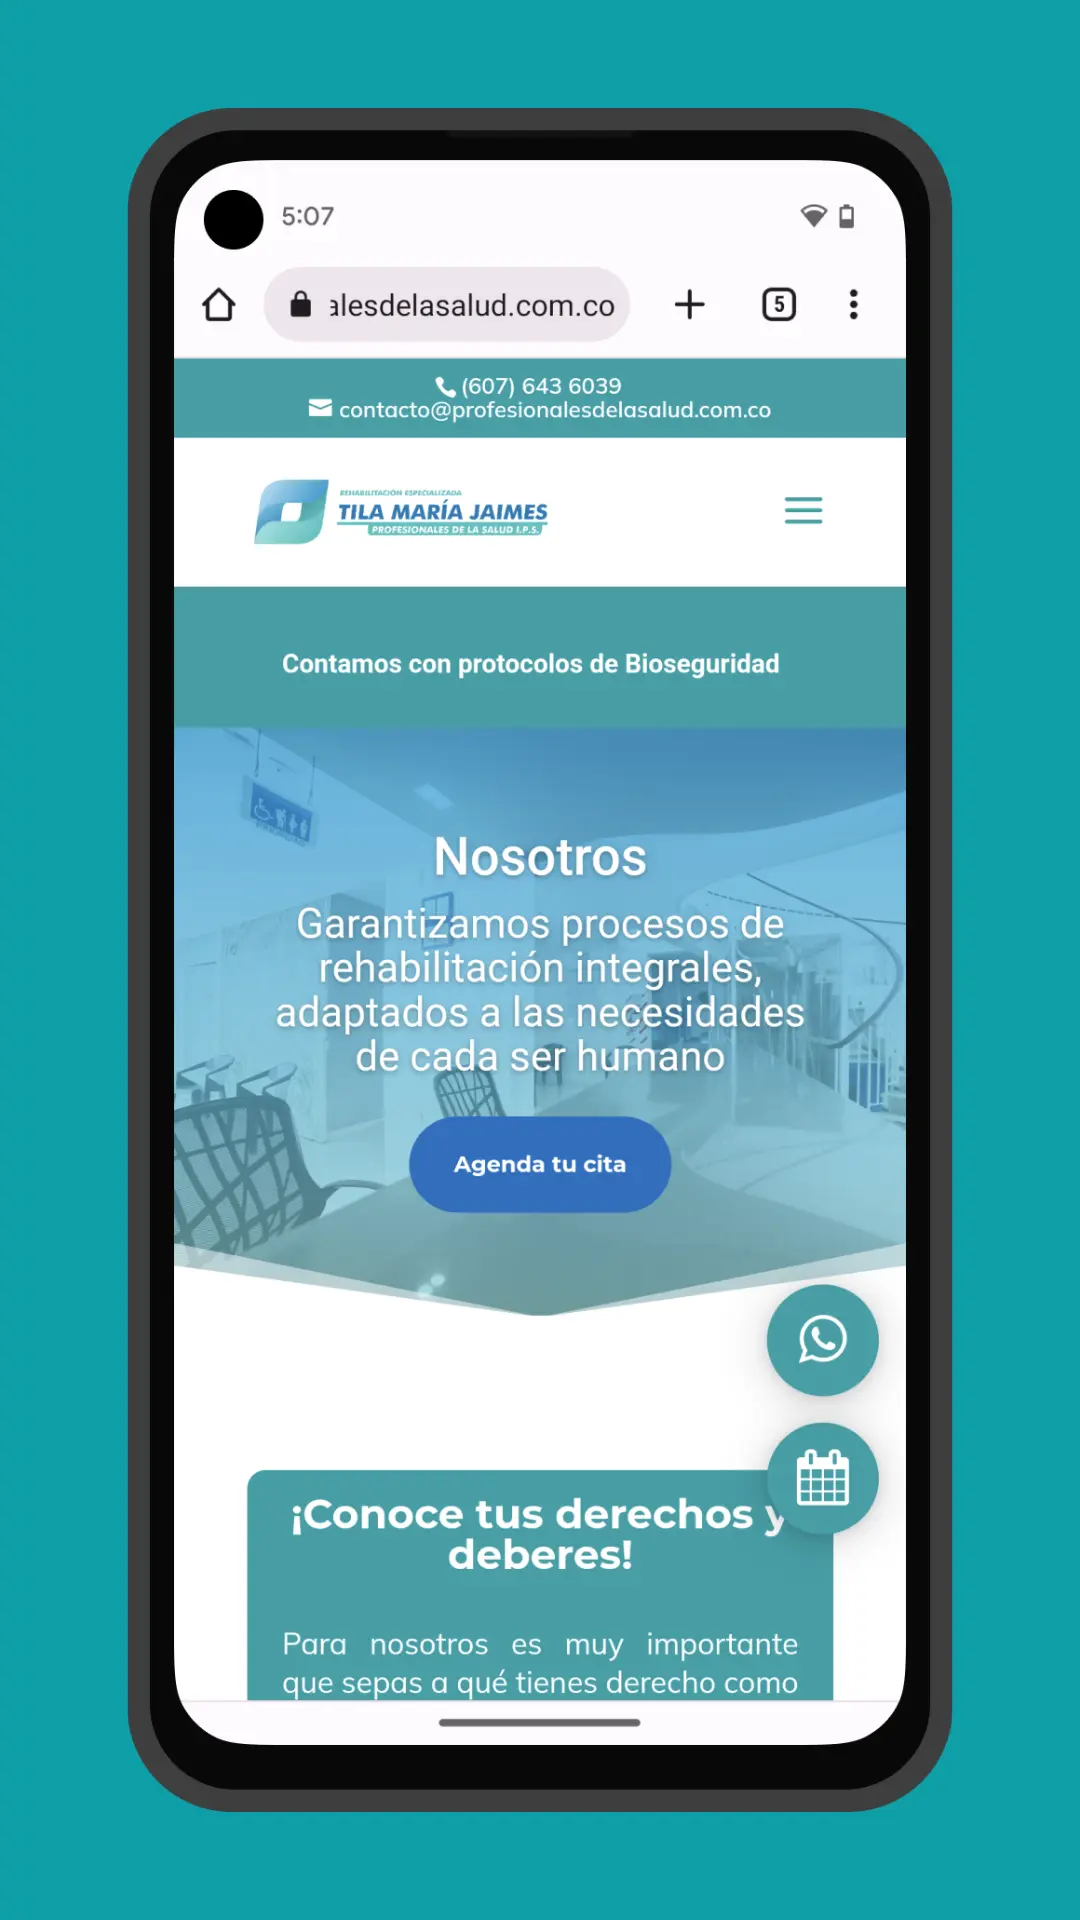 5:07
alesdelasalud.com.co
5
(607) 643 6039
contacto@profesionalesdelasalud.com.co
REHABILITACIÓN ESPECIALIZADA
TILA MARÍA JAIMES
PROFESIONALES DE LA SALUD I.P.S.
Contamos con protocolos de Bioseguridad
Nosotros
Garantizamos procesos de
rehabilitación integrales,
adaptados a las necesidades
de cada ser humano
Agenda tu cita
¡Conoce tus derechos y
deberes!
Para nosotros es muy importante
que sepas a qué tienes derecho como